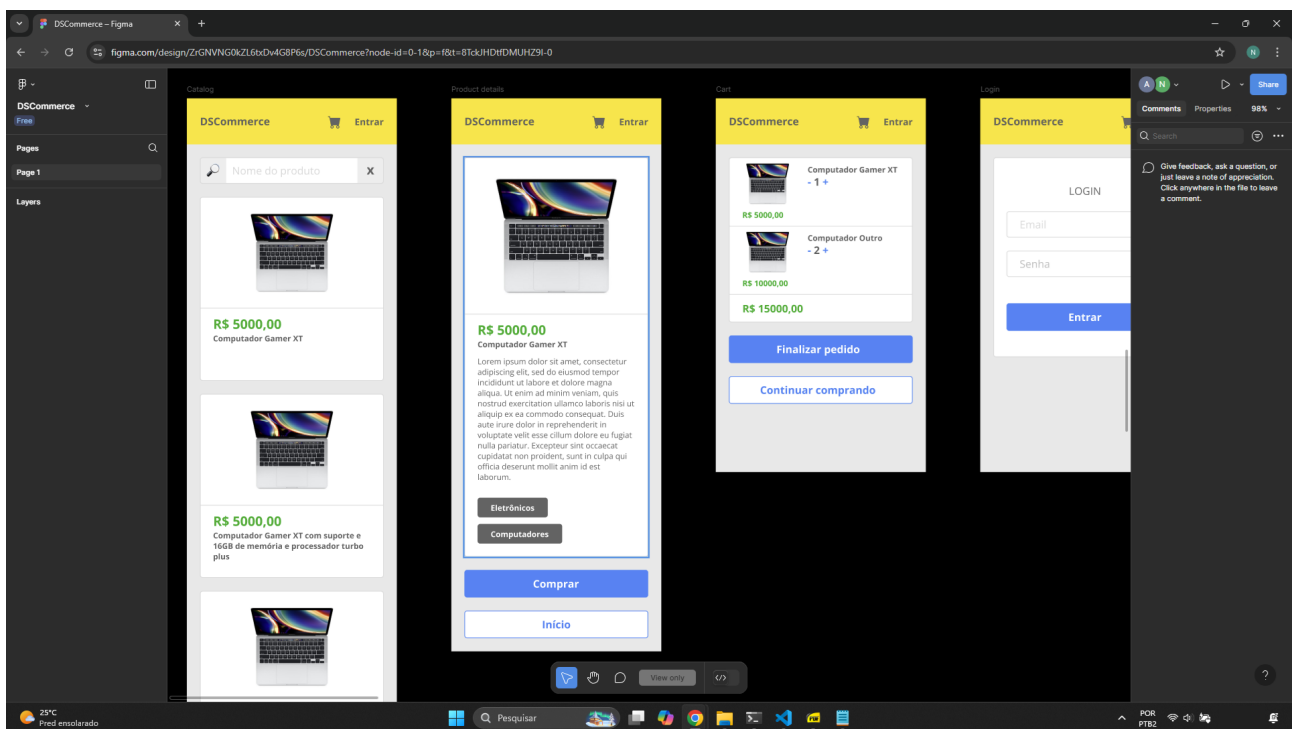 DSCommerce – Figma
figma.com/design/ZrGNVNG0kZL6txDv4G8P6s/DSCommerce?node-id=0-1&p=f&t=8TckJHDtfDMUHZ9I-0
N
DSCommerce
Free
Pages
Page 1
Layers
Catalog
DSCommerce
Entrar
Nome do produto
X
R$ 5000,00
Computador Gamer XT
R$ 5000,00
Computador Gamer XT com suporte e
16GB de memória e processador turbo
plus
Product details
DSCommerce
Entrar
R$ 5000,00
Computador Gamer XT
Lorem ipsum dolor sit amet, consectetur
adipiscing elit, sed do eiusmod tempor
incididunt ut labore et dolore magna
aliqua. Ut enim ad minim veniam, quis
nostrud exercitation ullamco laboris nisi ut
aliquip ex ea commodo consequat. Duis
aute irure dolor in reprehenderit in
voluptate velit esse cillum dolore eu fugiat
nulla pariatur. Excepteur sint occaecat
cupidatat non proident, sunt in culpa qui
officia deserunt mollit anim id est
laborum.
Eletrônicos
Computadores
Comprar
Início
Cart
DSCommerce
Entrar
Computador Gamer XT
- 1 +
R$ 5000,00
Computador Outro
- 2 +
R$ 10000,00
R$ 15000,00
Finalizar pedido
Continuar comprando
Login
DSCommerce
LOGIN
Email
Senha
Entrar
A N
Share
Comments Properties 98%
Search
Give feedback, ask a question, or
just leave a note of appreciation.
Click anywhere in the file to leave
a comment.
View only
?
25°C
Pred ensolarado
Pesquisar
POR
PTB2